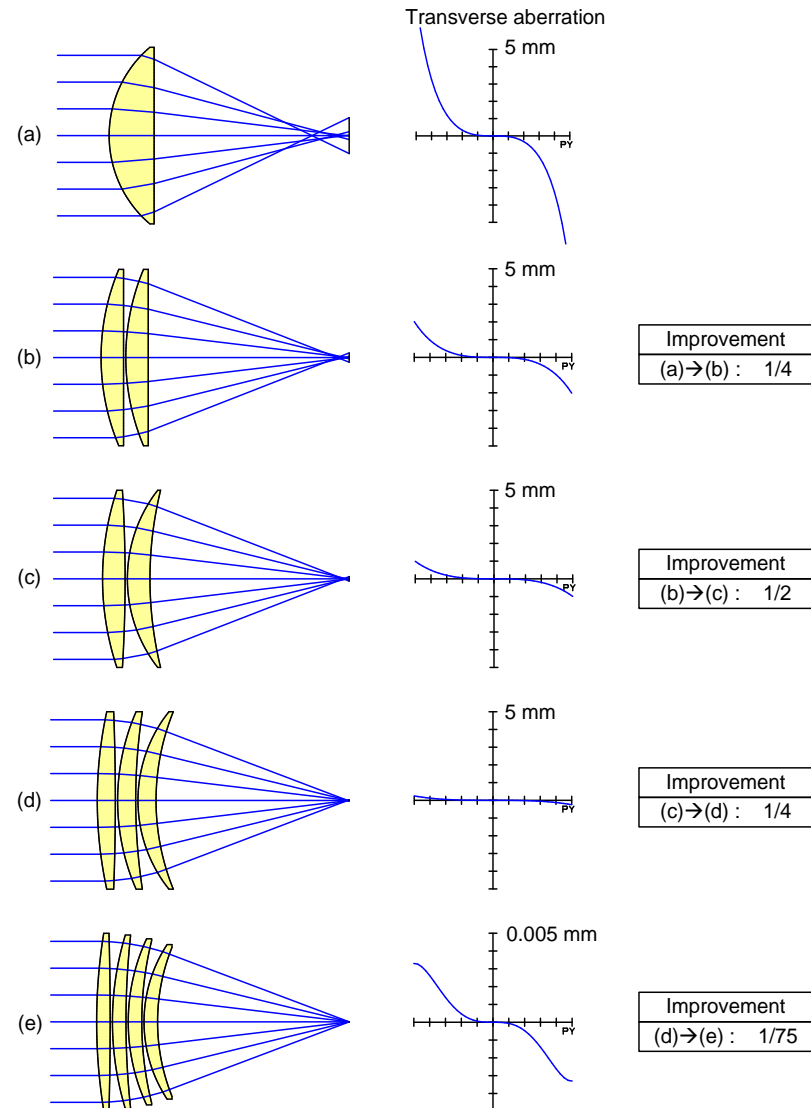 Transverse aberration
5 mm
(a)
PY
5 mm
(b)
PY
Improvement
(a)→(b) : 1/4
5 mm
(c)
PY
Improvement
(b)→(c) : 1/2
5 mm
(d)
PY
Improvement
(c)→(d) : 1/4
0.005 mm
(e)
PY
Improvement
(d)→(e) : 1/75